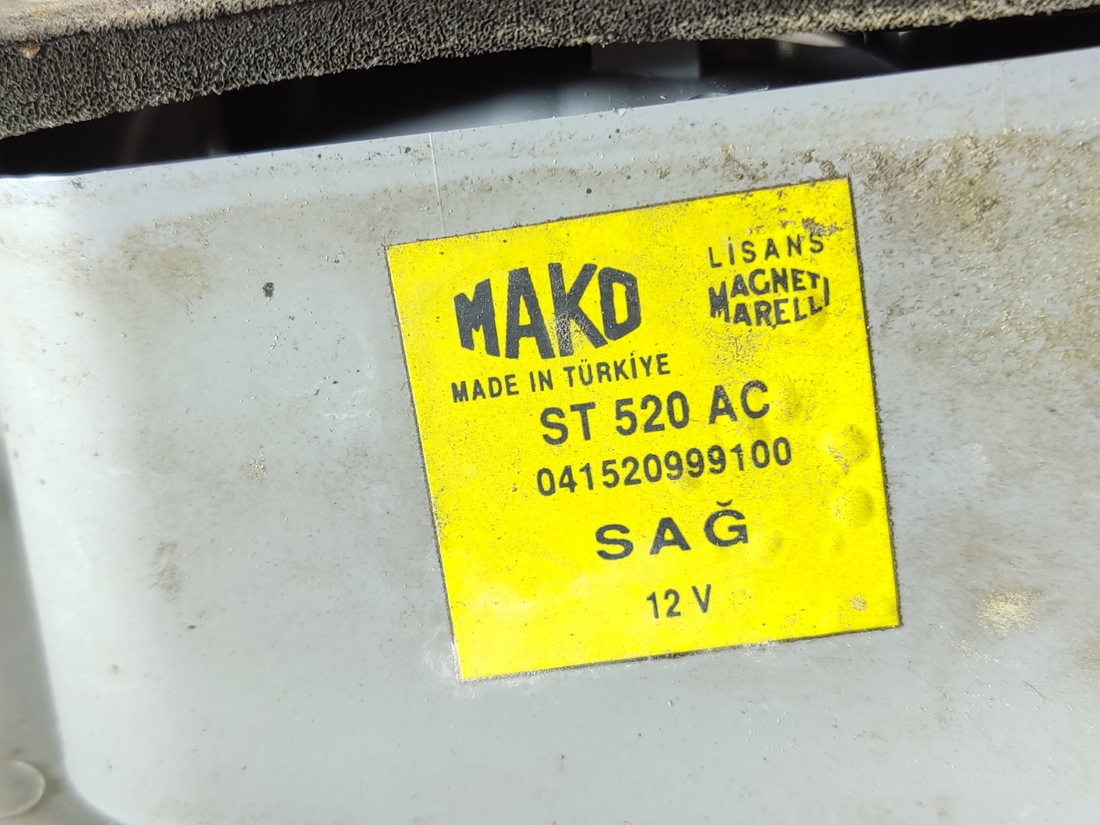 MAKO
LİSANS
MAGNETI
MARELLI
MADE IN TÜRKİYE
ST 520 AC
041520999100
SAĞ
12 V